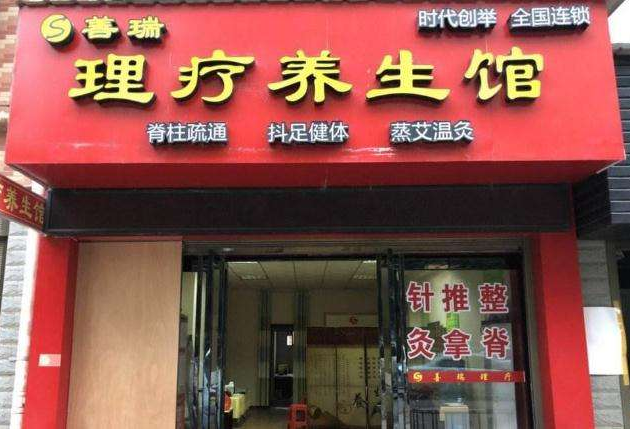 善瑞
时代创举 全国连锁
理疗养生馆
脊柱疏通 抖足健体 蒸艾温灸
养生馆
针推整
灸拿脊
善瑞理疗